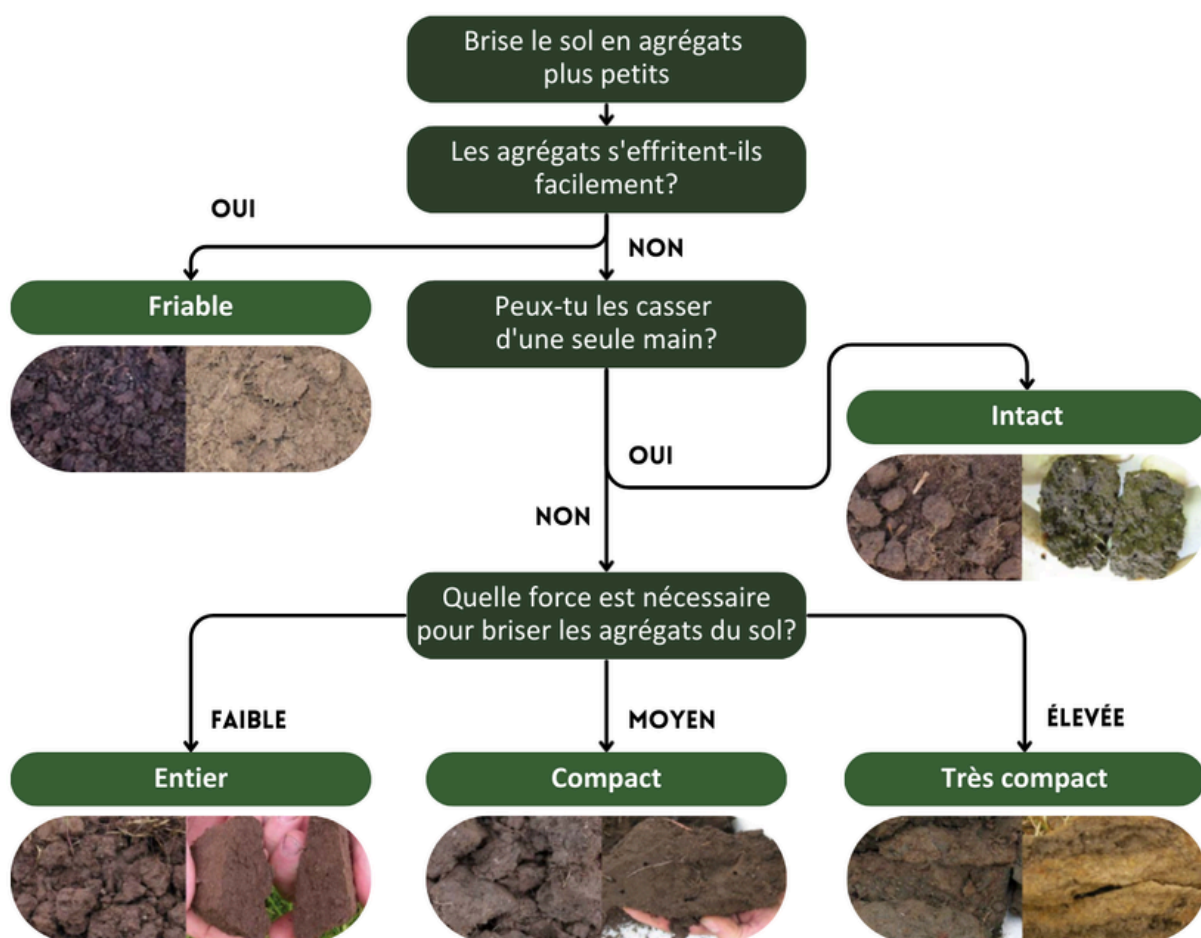 Brise le sol en agrégats
plus petits
Les agrégats s'effritent-ils
facilement?
OUI
NON
Friable
Peux-tu les casser
d'une seule main?
Intact
OUI
NON
Quelle force est nécessaire
pour briser les agrégats du sol?
FAIBLE
MOYEN
ÉLEVÉE
Entier
Compact
Très compact